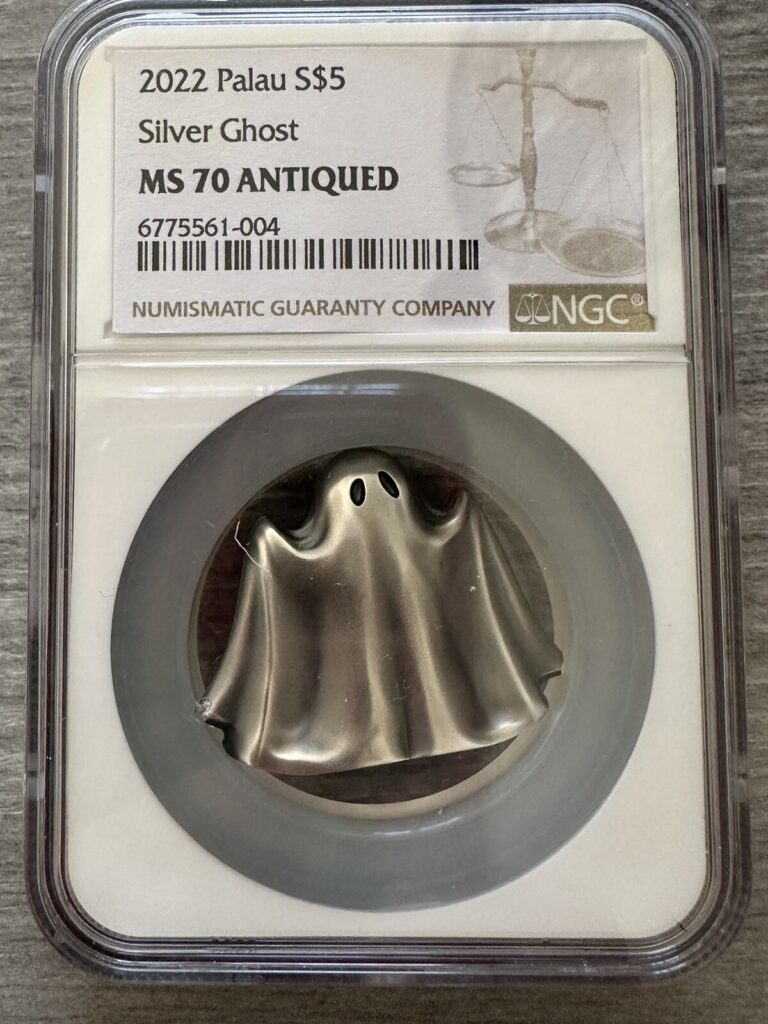 2022 Palau S$5
Silver Ghost
MS 70 ANTIQUED
6775561-004
NUMISMATIC GUARANTY COMPANY NGC®